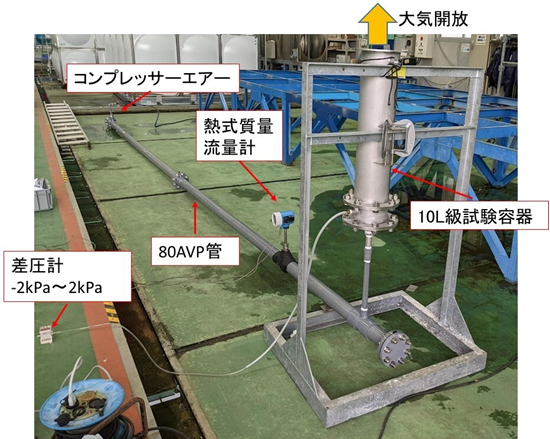 大気開放
コンプレッサーエアー
熱式質量
流量計
10L級試験容器
80AVP管
差圧計
-2kPa～2kPa